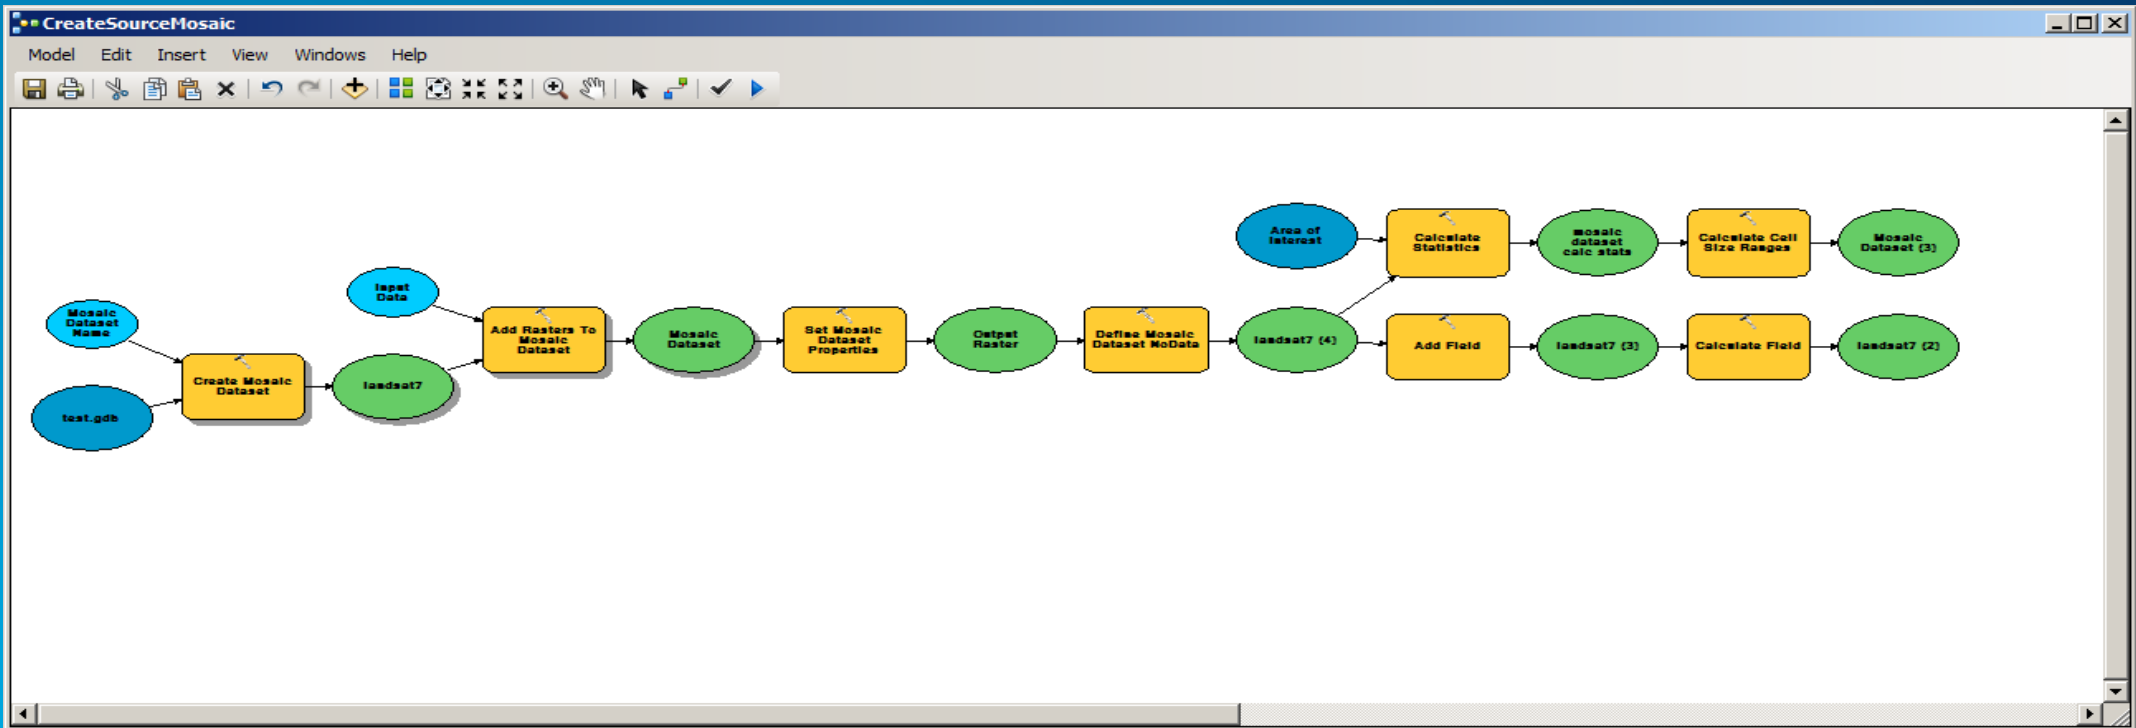 CreateSourceMosaic
Model Edit Insert View Windows Help
Mosaic
Dataset
Name
test.gdb
Create Mosaic
Dataset
Input
Data
landsat7
Add Rasters To
Mosaic
Dataset
Mosaic
Dataset
Set Mosaic
Dataset
Properties
Output
Raster
Define Mosaic
Dataset NoData
Area of
Interest
landsat7 (4)
Calculate
Statistics
mosaic
dataset
calc stats
Calculate Cell
Size Ranges
Mosaic
Dataset (3)
Add Field
landsat7 (3)
Calculate Field
landsat7 (2)